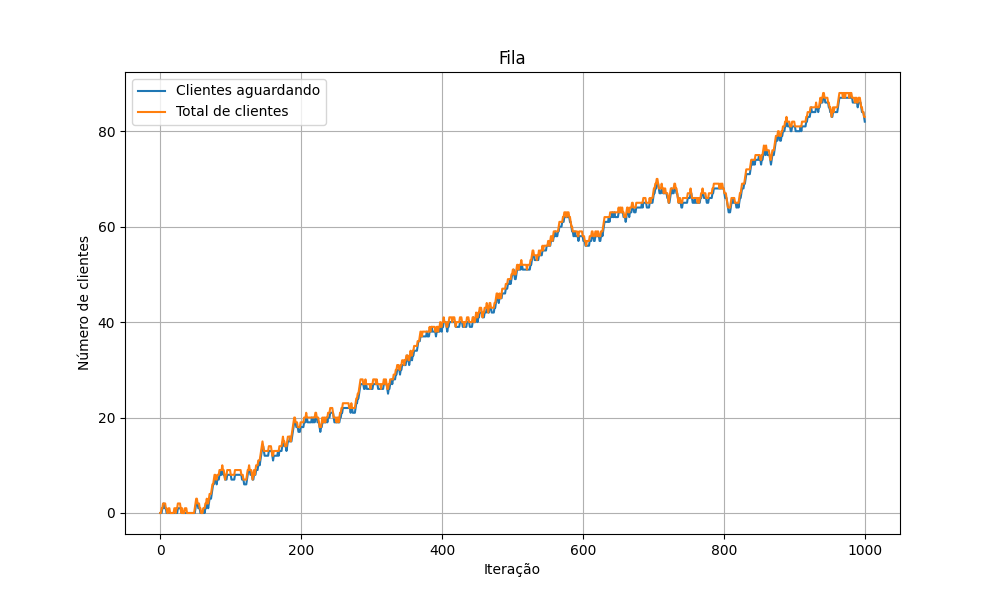 Fila
Clientes aguardando
Total de clientes
80
60
40
20
0
Número de clientes
0 200 400 600 800 1000
Iteração